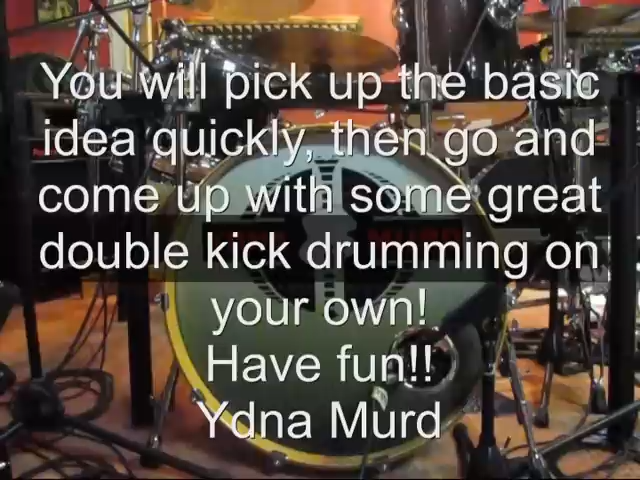 You will pick up the basic
idea quickly, then go and
come up with some great
double kick drumming on
your own!
Have fun!!
Ydna Murd
MURD